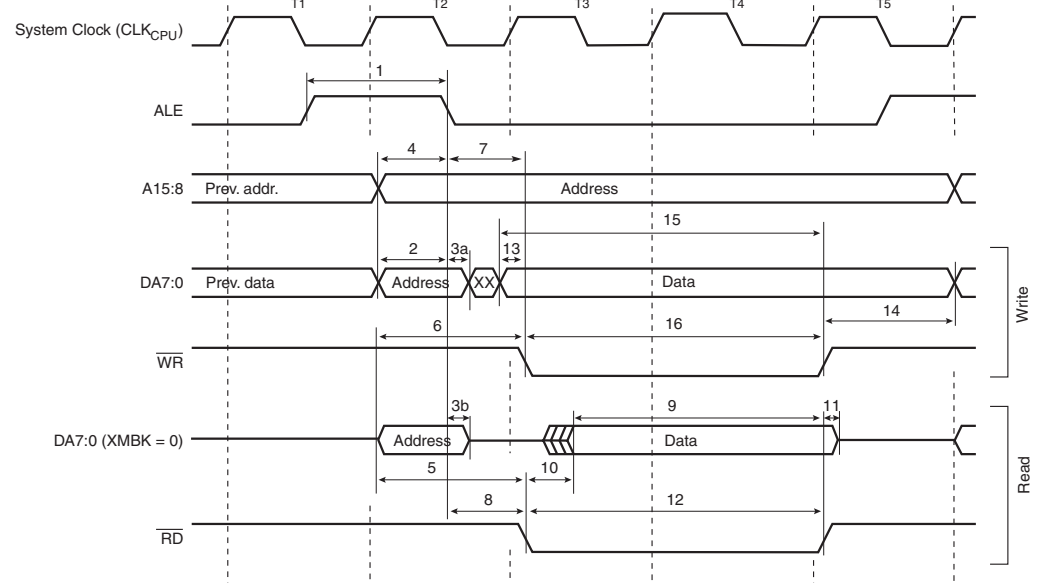 T1 T2 T3 T4 T5
System Clock (CLKCPU)
1
ALE
4 7
A15:8 Prev. addr. Address
15
2 3a 13
DA7:0 Prev. data Address XX Data
14
6 16
Write
WR
3b 9 11
DA7:0 (XMBK = 0) Address Data
5 10
Read
8 12
RD